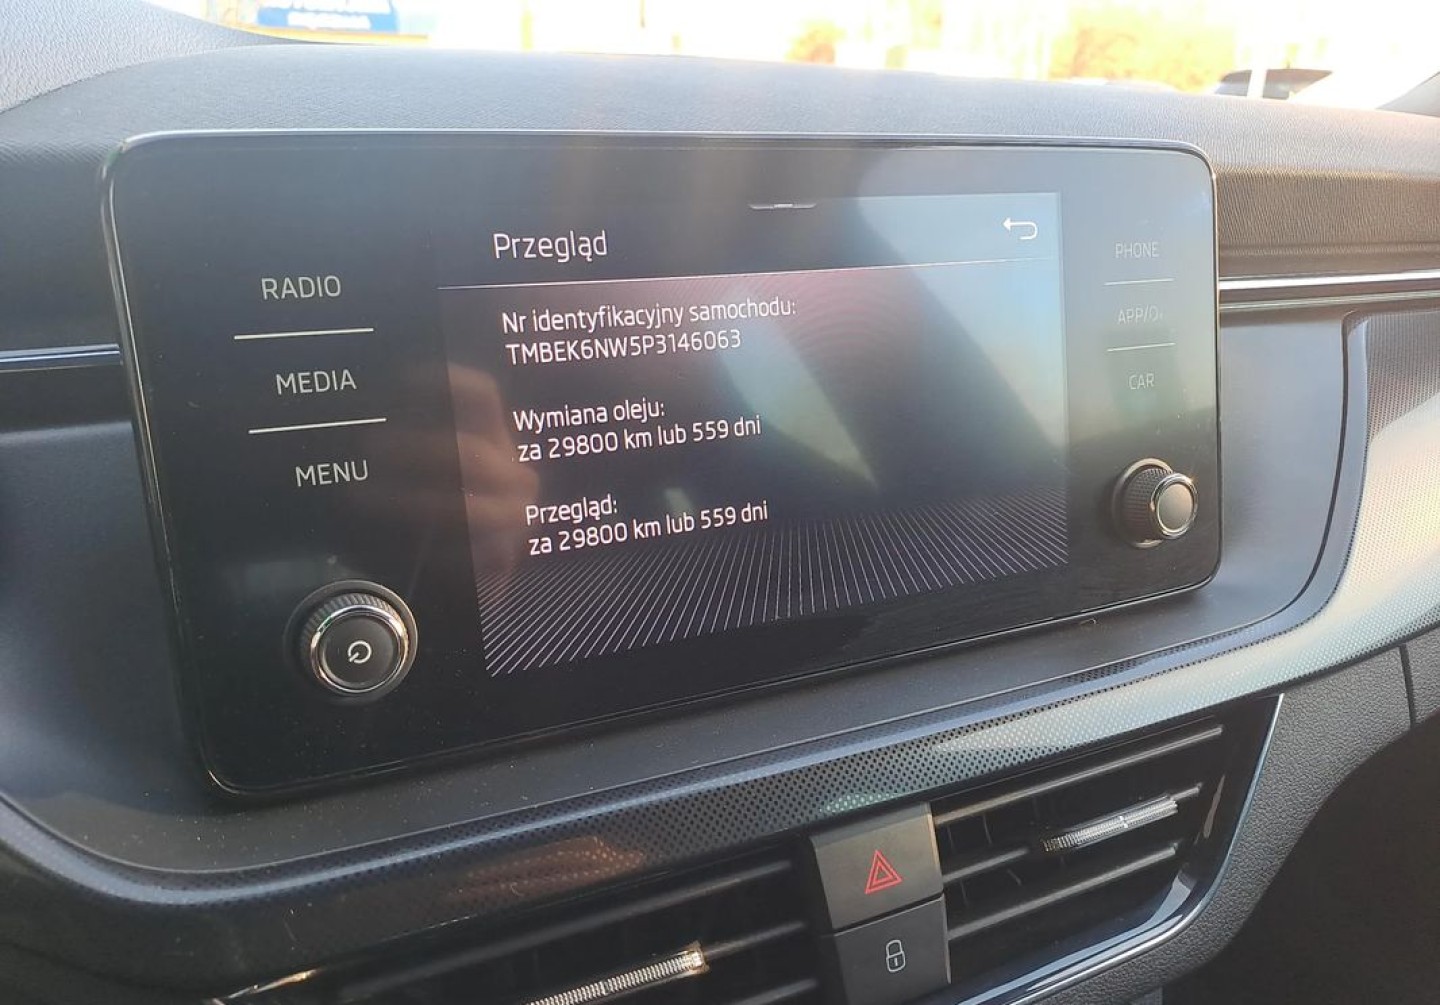 Przegląd
RADIO
MEDIA
MENU
Nr identyfikacyjny samochodu:
TMBEK6NW5P3146063
Wymiana oleju:
za 29800 km lub 559 dni
Przegląd:
za 29800 km lub 559 dni
PHONE
CAR